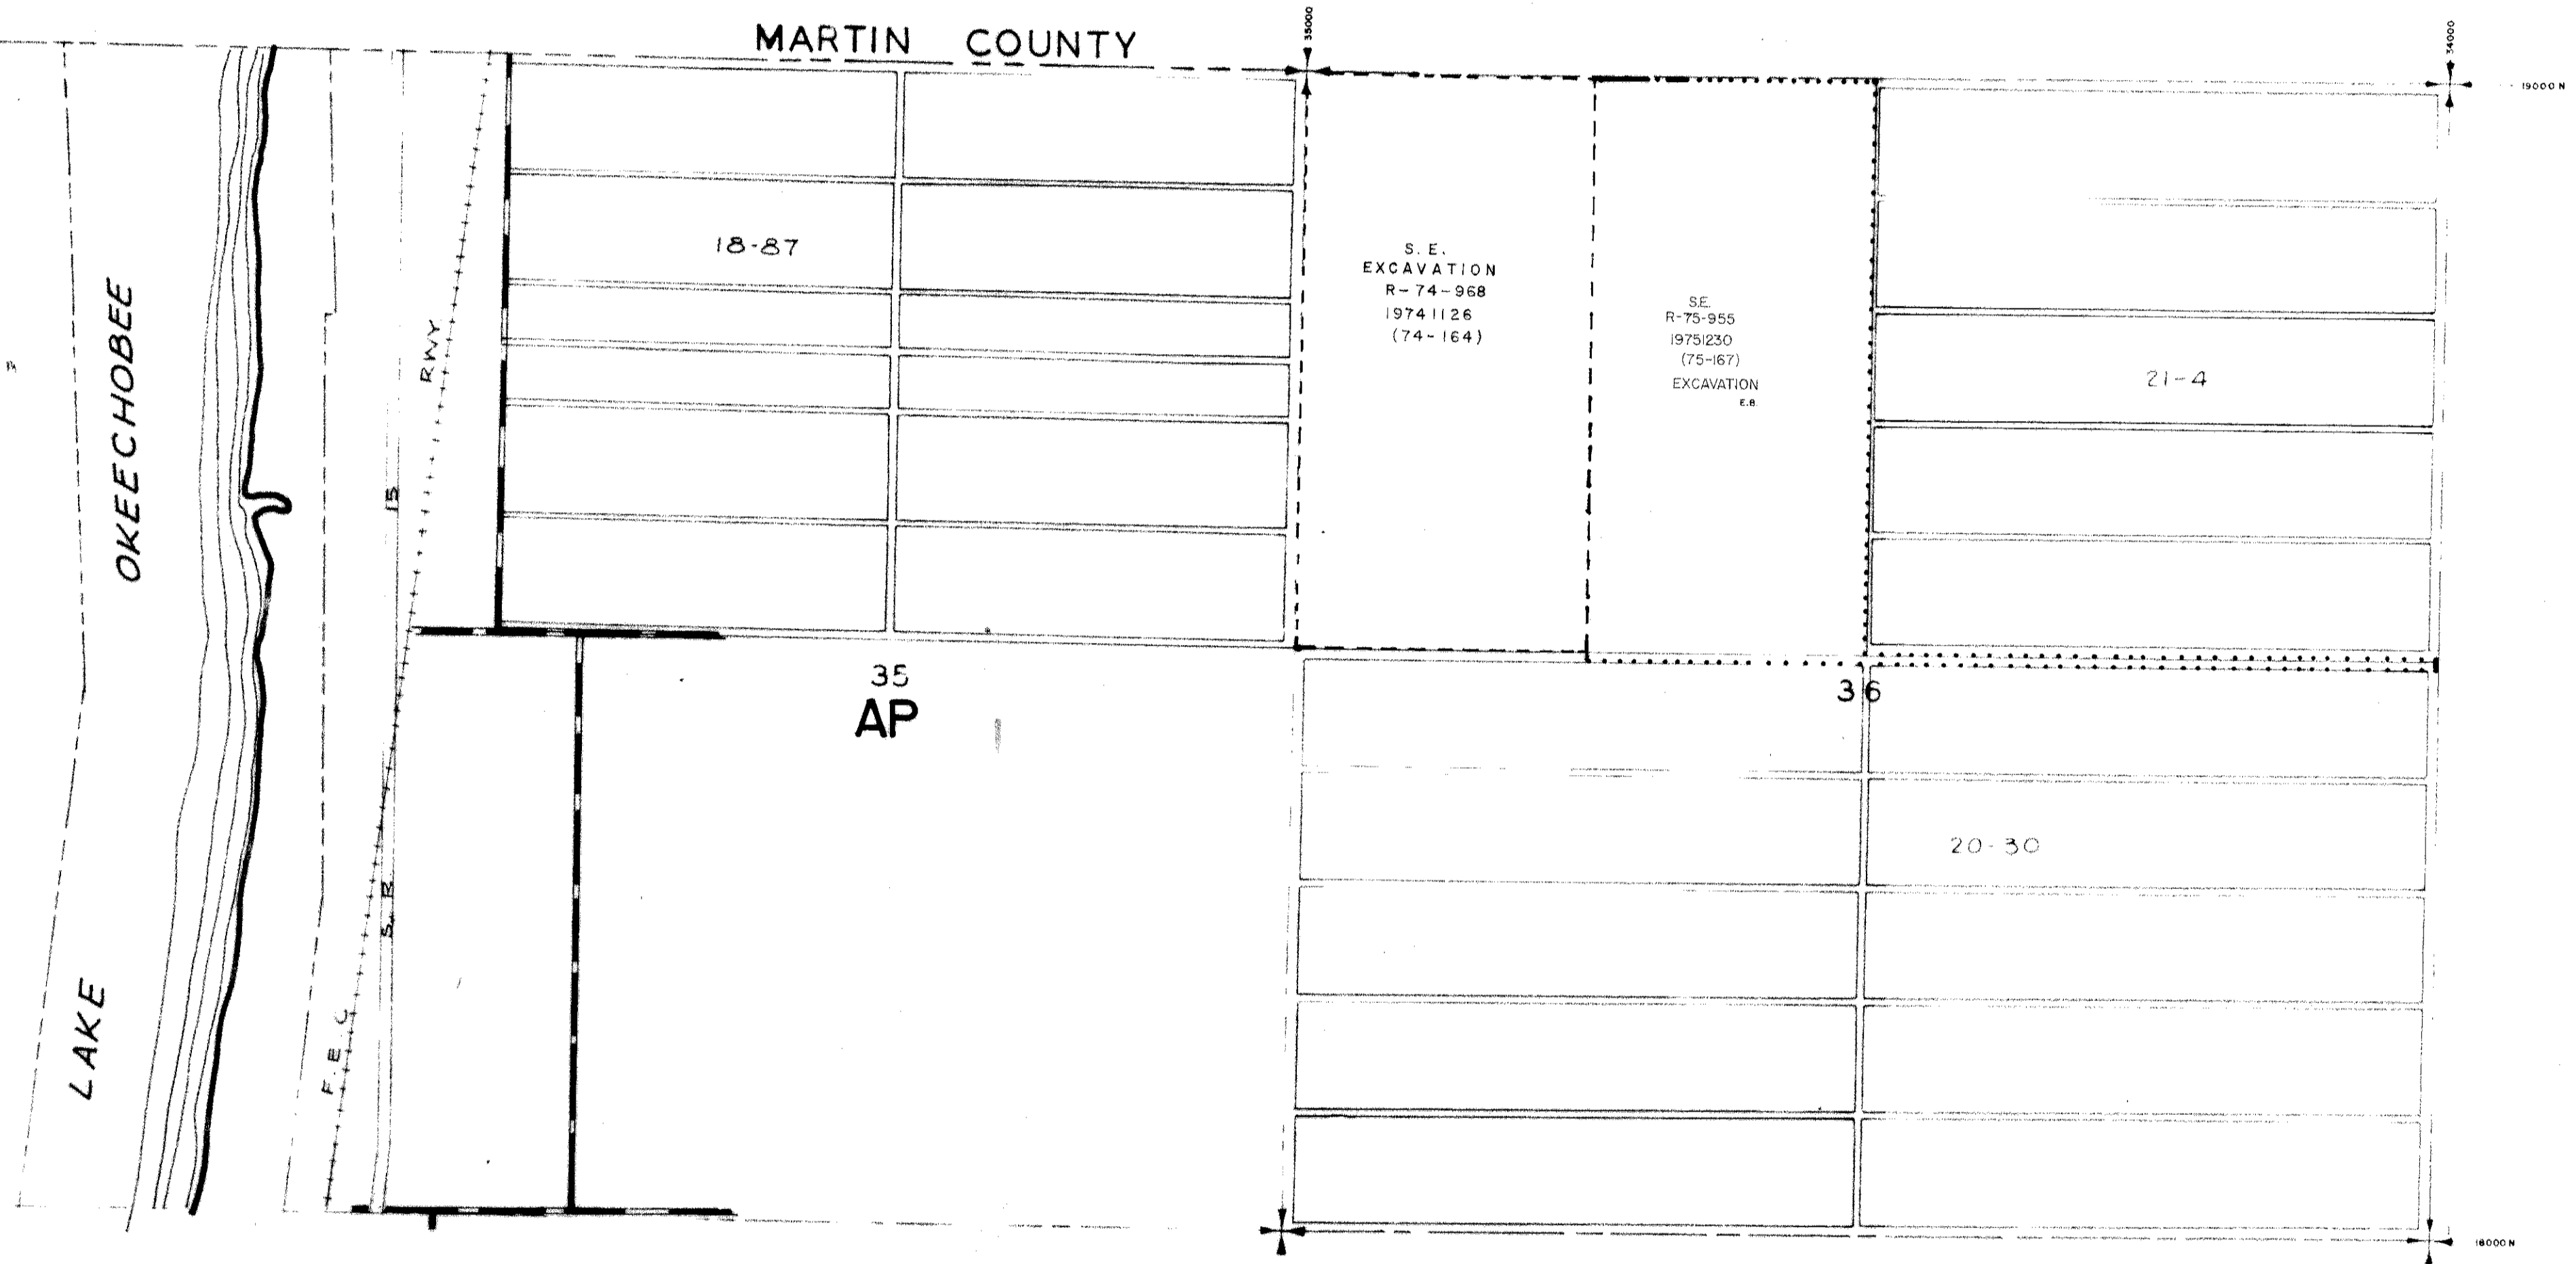 MARTIN COUNTY
35000
34000
19000 N
18-87
S. E.
EXCAVATION
R-74-968
19741126
(74-164)
S.E.
R-75-955
19751230
(75-167)
EXCAVATION
E.B.
21-4
LAKE OKEECHOBEE
F. E. C. RWY
S. R. 15
35
AP
36
20-30
18000 N